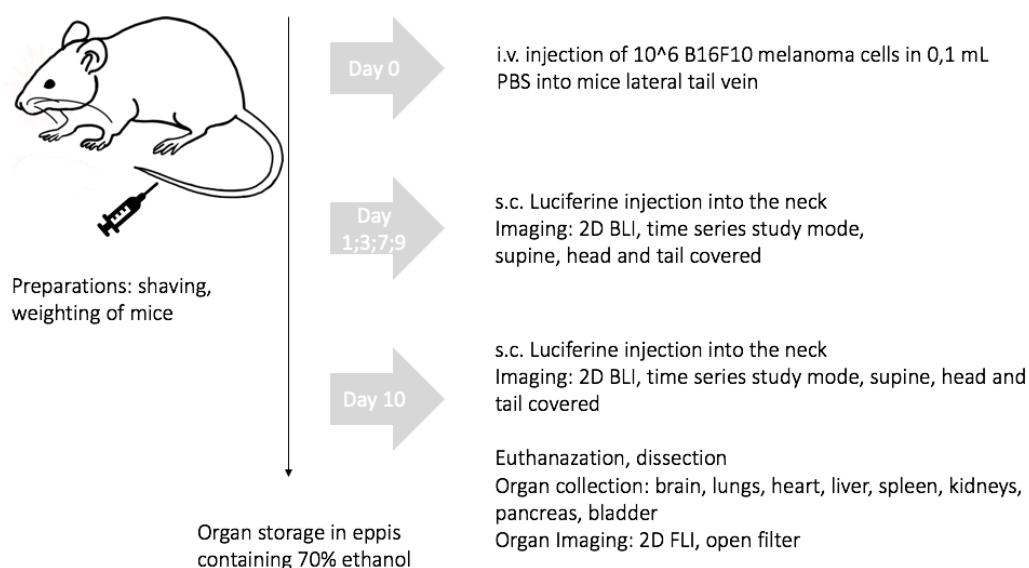 Day 0
i.v. injection of 10^6 B16F10 melanoma cells in 0,1 mL
PBS into mice lateral tail vein
Day
1;3;7;9
s.c. Luciferine injection into the neck
Imaging: 2D BLI, time series study mode,
supine, head and tail covered
Preparations: shaving,
weighting of mice
Day 10
s.c. Luciferine injection into the neck
Imaging: 2D BLI, time series study mode, supine, head and
tail covered
Euthanazation, dissection
Organ collection: brain, lungs, heart, liver, spleen, kidneys,
pancreas, bladder
Organ Imaging: 2D FLI, open filter
Organ storage in eppis
containing 70% ethanol